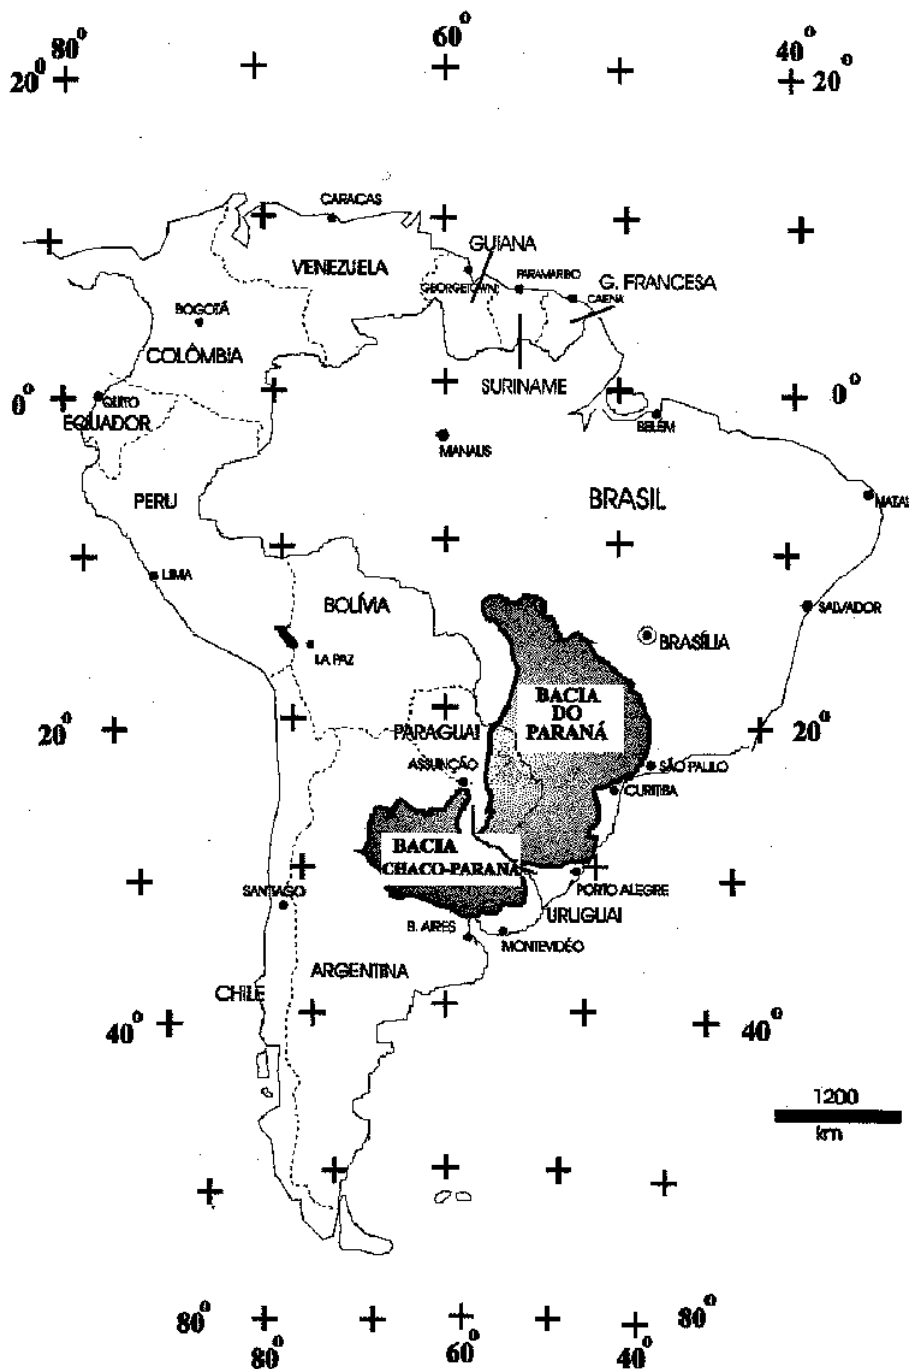 80° 60° 40°
20° 20°
CARACAS
GUIANA
VENEZUELA
PARAMARIBO
GEORGETOWN
G. FRANCESA
CAIENA
BOGOTÁ
COLÔMBIA
SURINAME
0° QUITO 0°
EQUADOR
BELÉM
MANAUS
PERU
BRASIL
NATAL
LIMA
BOLÍVIA
SALVADOR
BRASÍLIA
LA PAZ
BACIA
DO
PARANÁ
20° PARAGUAI 20°
ASSUNÇÃO
SÃO PAULO
CURITIBA
BACIA
CHACO-PARANÁ
SANTIAGO
PORTO ALEGRE
URUGUAI
B. AIRES
MONTEVIDÉO
ARGENTINA
CHILE
40° 40°
1200
km
80° 80°
80° 60° 40°